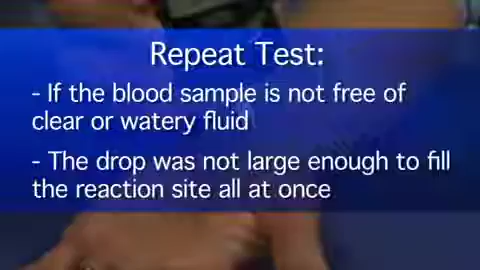 Repeat Test:
- If the blood sample is not free of
clear or watery fluid
- The drop was not large enough to fill
the reaction site all at once